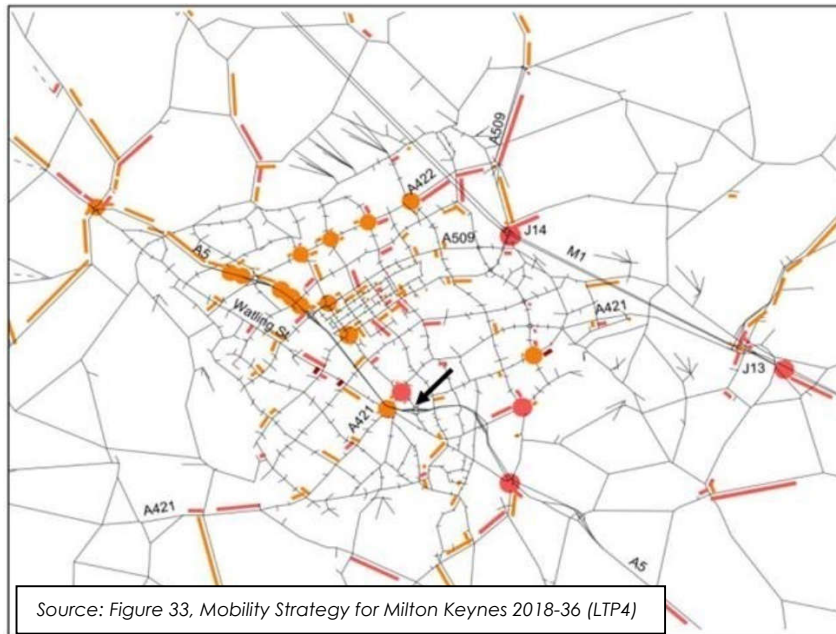 A509
A422
A509
J14
M1
A5
Watling St
A421
J13
A421
A421
A5
Source: Figure 33, Mobility Strategy for Milton Keynes 2018-36 (LTP4)